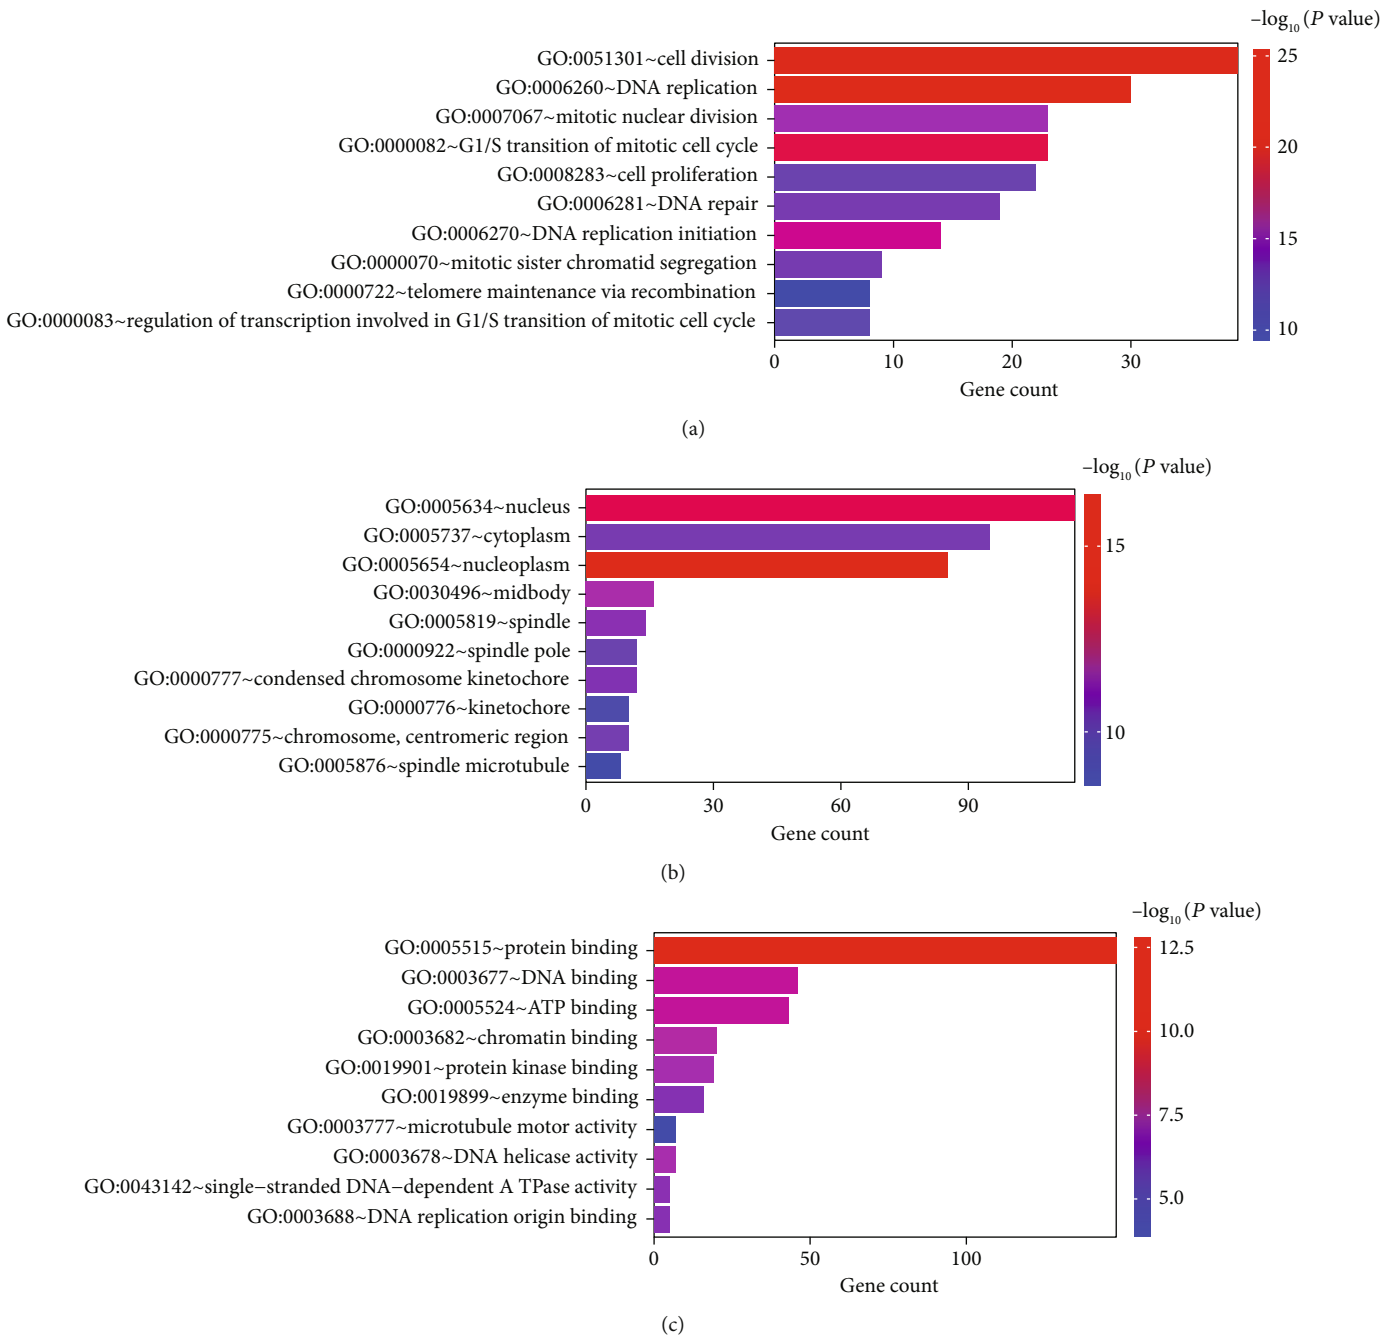 –log10 (P value)
GO:0051301~cell division
GO:0006260~DNA replication
GO:0007067~mitotic nuclear division
GO:0000082~G1/S transition of mitotic cell cycle
GO:0008283~cell proliferation
GO:0006281~DNA repair
GO:0006270~DNA replication initiation
GO:0000070~mitotic sister chromatid segregation
GO:0000722~telomere maintenance via recombination
GO:0000083~regulation of transcription involved in G1/S transition of mitotic cell cycle
25
20
15
10
0 10 20 30
Gene count
(a)
–log10 (P value)
GO:0005634~nucleus
GO:0005737~cytoplasm
GO:0005654~nucleoplasm
GO:0030496~midbody
GO:0005819~spindle
GO:0000922~spindle pole
GO:0000777~condensed chromosome kinetochore
GO:0000776~kinetochore
GO:0000775~chromosome, centromeric region
GO:0005876~spindle microtubule
15
10
0 30 60 90
Gene count
(b)
–log10 (P value)
GO:0005515~protein binding
GO:0003677~DNA binding
GO:0005524~ATP binding
GO:0003682~chromatin binding
GO:0019901~protein kinase binding
GO:0019899~enzyme binding
GO:0003777~microtubule motor activity
GO:0003678~DNA helicase activity
GO:0043142~single−stranded DNA−dependent A TPase activity
GO:0003688~DNA replication origin binding
12.5
10.0
7.5
5.0
0 50 100
Gene count
(c)